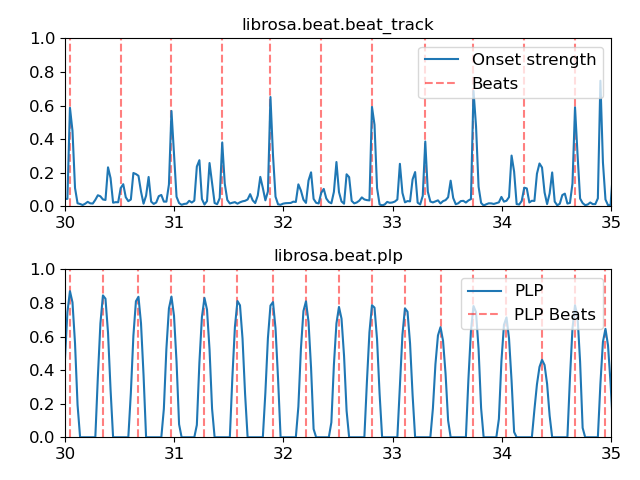 librosa.beat.beat_track
1.0
0.8
0.6
0.4
0.2
0.0
Onset strength
Beats
30 31 32 33 34 35
librosa.beat.plp
1.0
0.8
0.6
0.4
0.2
0.0
PLP
PLP Beats
30 31 32 33 34 35